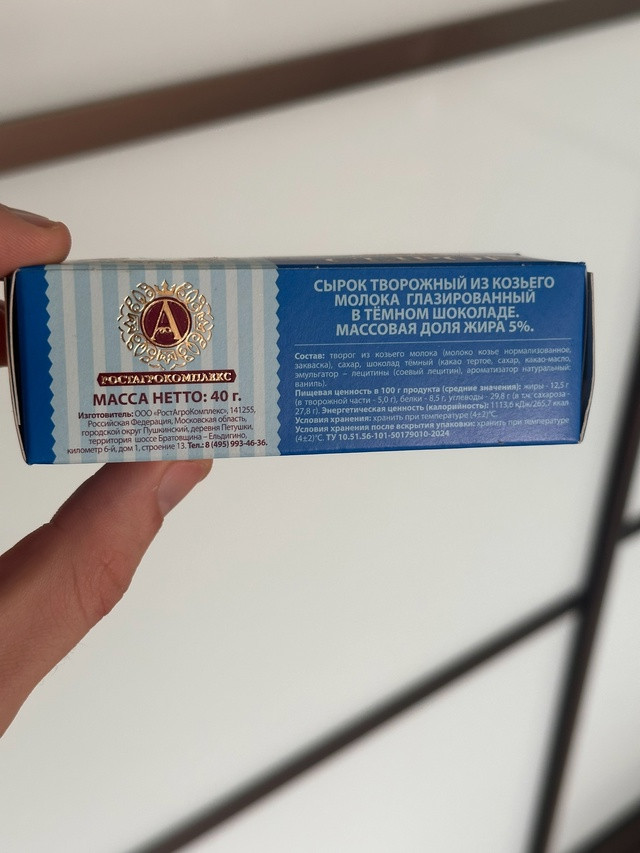 А
РОСТАГРОКОМПЛЕКС
МАССА НЕТТО: 40 г.
Изготовитель: ООО «РостАгроКомплекс», 141255,
Российская Федерация, Московская область,
городской округ Пушкинский, деревня Петушки,
территория шоссе Братовщина – Ельдигино,
километр 6-й, дом 1, строение 13. Тел.: 8 (495) 993-46-36.
СЫРОК ТВОРОЖНЫЙ ИЗ КОЗЬЕГО
МОЛОКА ГЛАЗИРОВАННЫЙ
В ТЁМНОМ ШОКОЛАДЕ.
МАССОВАЯ ДОЛЯ ЖИРА 5%.
Состав: творог из козьего молока (молоко козье нормализованное,
закваска), сахар, шоколад тёмный (какао тертое, сахар, какао-масло,
эмульгатор – лецитины (соевый лецитин), ароматизатор натуральный:
ваниль).
Пищевая ценность в 100 г продукта (средние значения): жиры - 12,5 г
(в творожной части - 5,0 г), белки - 8,5 г, углеводы - 29,8 г (в т.ч. сахароза -
27,8 г). Энергетическая ценность (калорийность): 1113,6 кДж/265,7 ккал.
Условия хранения: хранить при температуре (4±2)°С.
Условия хранения после вскрытия упаковки: хранить при температуре
(4±2)°С. ТУ 10.51.56-101-50179010-2024